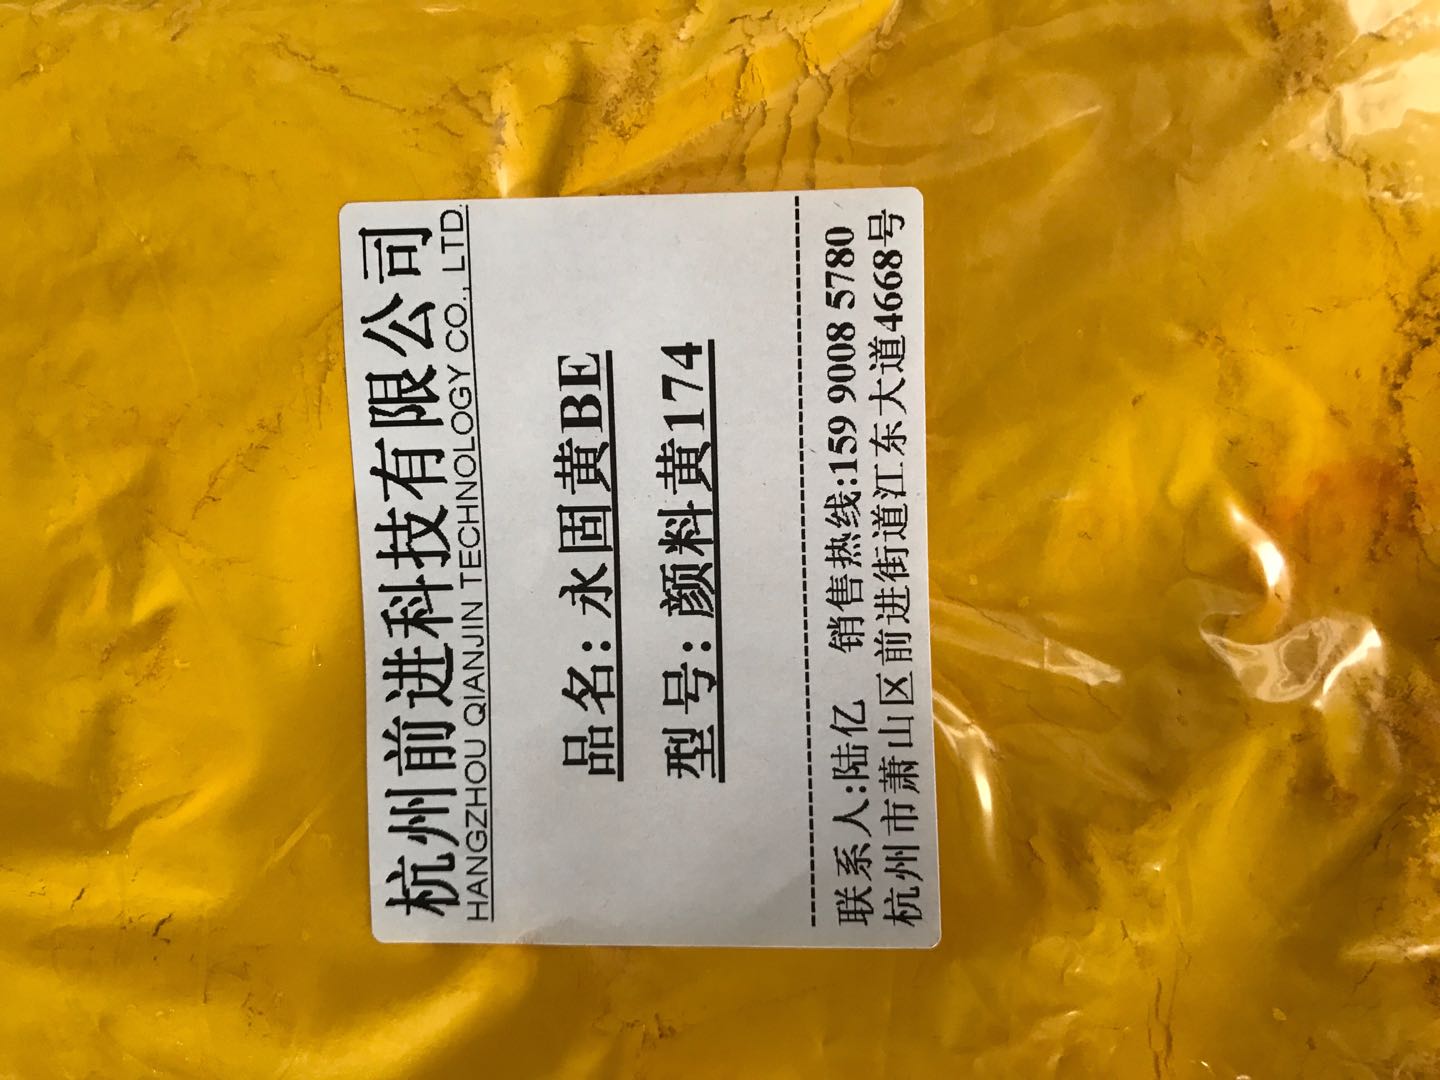 杭州前进科技有限公司
HANGZHOU QIANJIN TECHNOLOGY CO., LTD.
品名:永固黄BE
型号:颜料黄174
联系人:陆亿 销售热线:159 9008 5780
杭州市萧山区前进街道江东大道4668号